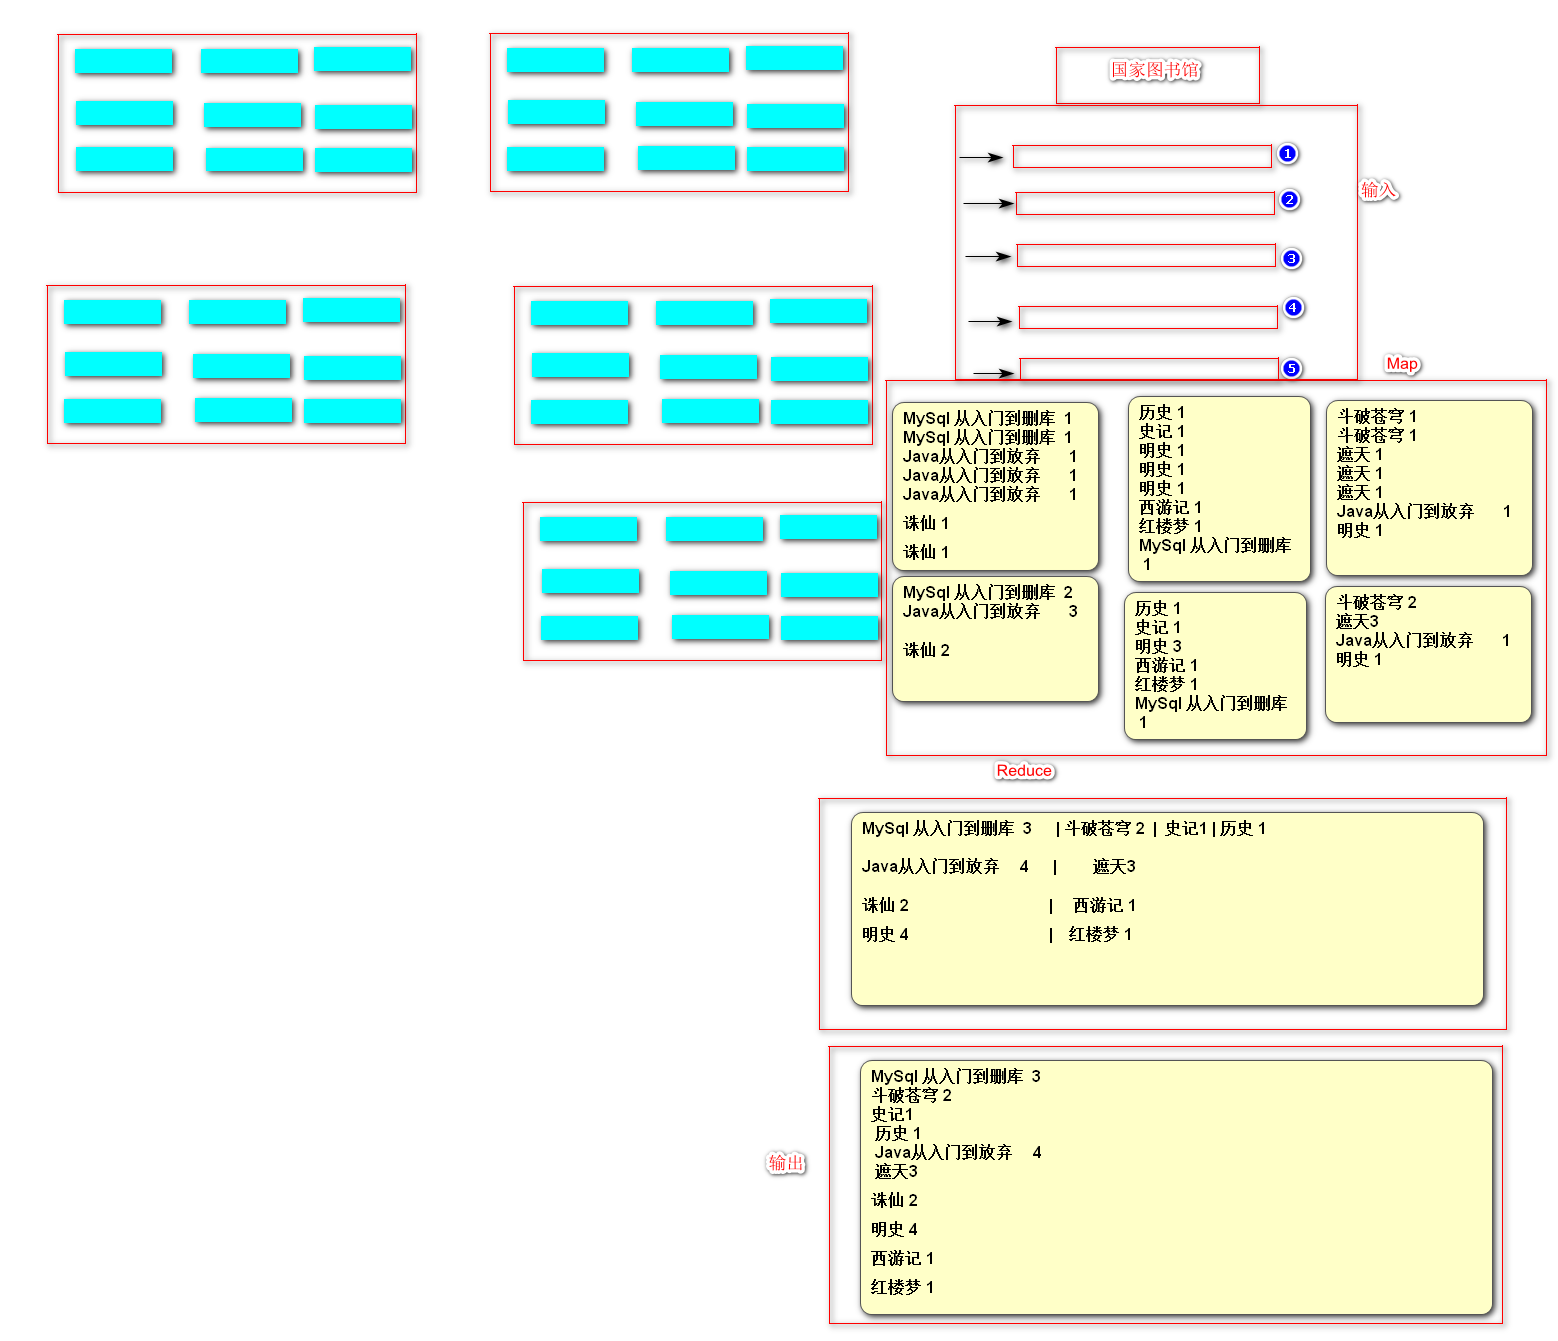 国家图书馆
1
2
输入
3
4
5
Map
MySql 从入门到删库 1
MySql 从入门到删库 1
Java从入门到放弃 1
Java从入门到放弃 1
Java从入门到放弃 1
诛仙 1
诛仙 1
历史 1
史记 1
明史 1
明史 1
明史 1
西游记 1
红楼梦 1
MySql 从入门到删库
1
斗破苍穹 1
斗破苍穹 1
遮天 1
遮天 1
遮天 1
Java从入门到放弃 1
明史 1
MySql 从入门到删库 2
Java从入门到放弃 3
诛仙 2
历史 1
史记 1
明史 3
西游记 1
红楼梦 1
MySql 从入门到删库
1
斗破苍穹 2
遮天3
Java从入门到放弃 1
明史 1
Reduce
MySql 从入门到删库 3 | 斗破苍穹 2 | 史记1 | 历史 1
Java从入门到放弃 4 | 遮天3
诛仙 2 | 西游记 1
明史 4 | 红楼梦 1
输出
MySql 从入门到删库 3
斗破苍穹 2
史记1
历史 1
Java从入门到放弃 4
遮天3
诛仙 2
明史 4
西游记 1
红楼梦 1